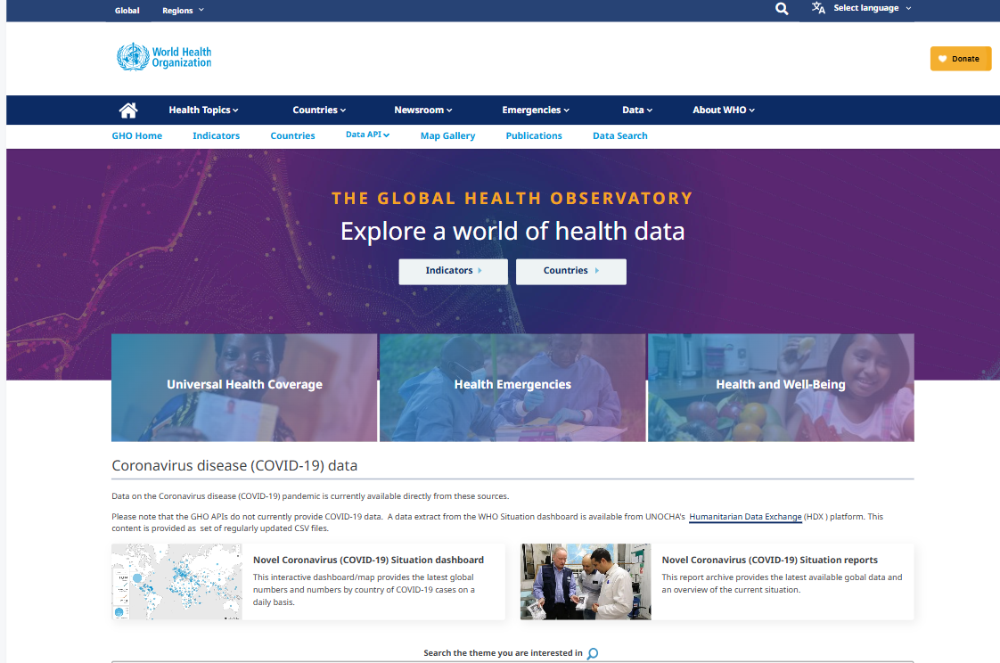 Global
Regions
Select language
World Health
Organization
Donate
Health Topics
Countries
Newsroom
Emergencies
Data
About WHO
GHO Home
Indicators
Countries
Data API
Map Gallery
Publications
Data Search
THE GLOBAL HEALTH OBSERVATORY
Explore a world of health data
Indicators
Countries
Universal Health Coverage
Health Emergencies
Health and Well-Being
Coronavirus disease (COVID-19) data
Data on the Coronavirus disease (COVID-19) pandemic is currently available directly from these sources.
Please note that the GHO APIs do not currently provide COVID-19 data. A data extract from the WHO Situation dashboard is available from UNOCHA's Humanitarian Data Exchange (HDX ) platform. This
content is provided as set of regularly updated CSV files.
Novel Coronavirus (COVID-19) Situation dashboard
This interactive dashboard/map provides the latest global
numbers and numbers by country of COVID-19 cases on a
daily basis.
Novel Coronavirus (COVID-19) Situation reports
This report archive provides the latest available gobal data and
an overview of the current situation.
Search the theme you are interested in